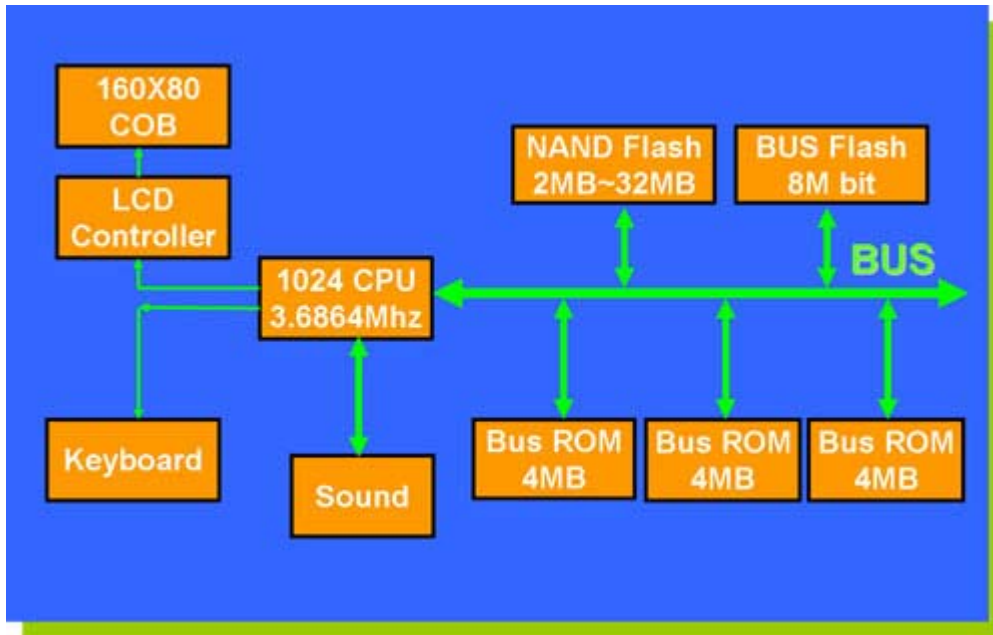 160X80
COB
LCD
Controller
1024 CPU
3.6864Mhz
Keyboard
Sound
NAND Flash
2MB~32MB
BUS Flash
8M bit
BUS
Bus ROM
4MB
Bus ROM
4MB
Bus ROM
4MB